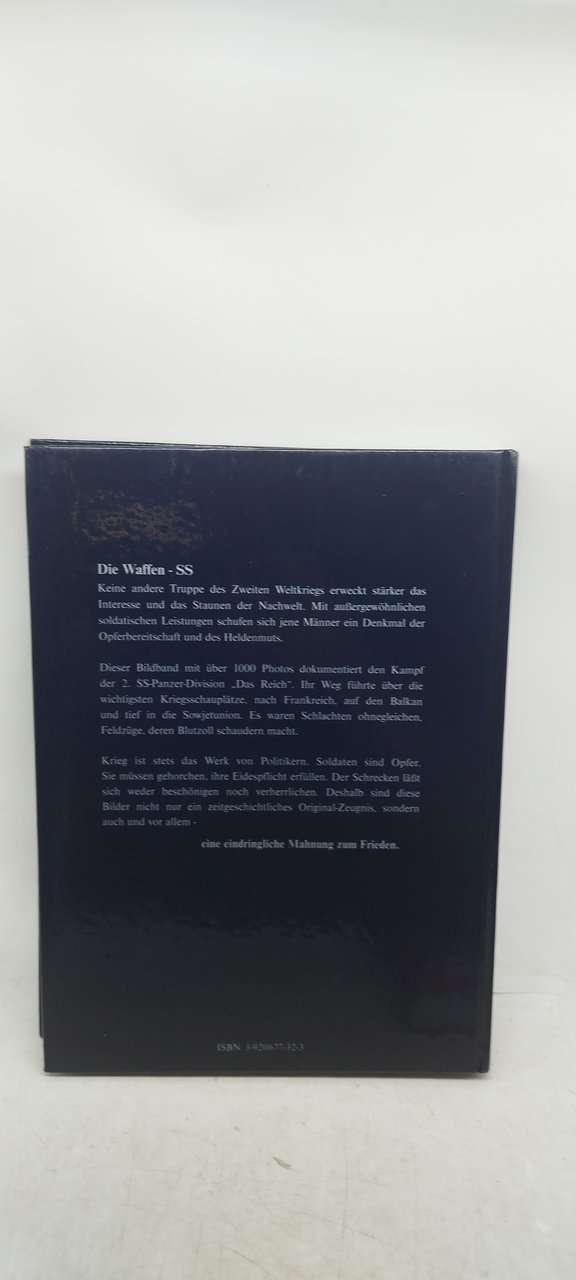 Die Waffen - SS
Keine andere Truppe des Zweiten Weltkriegs erweckt stärker das
Interesse und das Staunen der Nachwelt. Mit außergewöhnlichen
soldatischen Leistungen schufen sich jene Männer ein Denkmal der
Opferbereitschaft und des Heldenmuts.
Dieser Bildband mit über 1000 Photos dokumentiert den Kampf
der 2. SS-Panzer-Division „Das Reich". Ihr Weg führte über die
wichtigsten Kriegsschauplätze, nach Frankreich, auf den Balkan
und tief in die Sowjetunion. Es waren Schlachten ohnegleichen,
Feldzüge, deren Blutzoll schaudern macht.
Krieg ist stets das Werk von Politikern. Soldaten sind Opfer.
Sie müssen gehorchen, ihre Eidespflicht erfüllen. Der Schrecken läßt
sich weder beschönigen noch verherrlichen. Deshalb sind diese
Bilder nicht nur ein zeitgeschichtliches Original-Zeugnis, sondern
auch und vor allem -
eine eindringliche Mahnung zum Frieden.
ISBN 3-920677-32-3